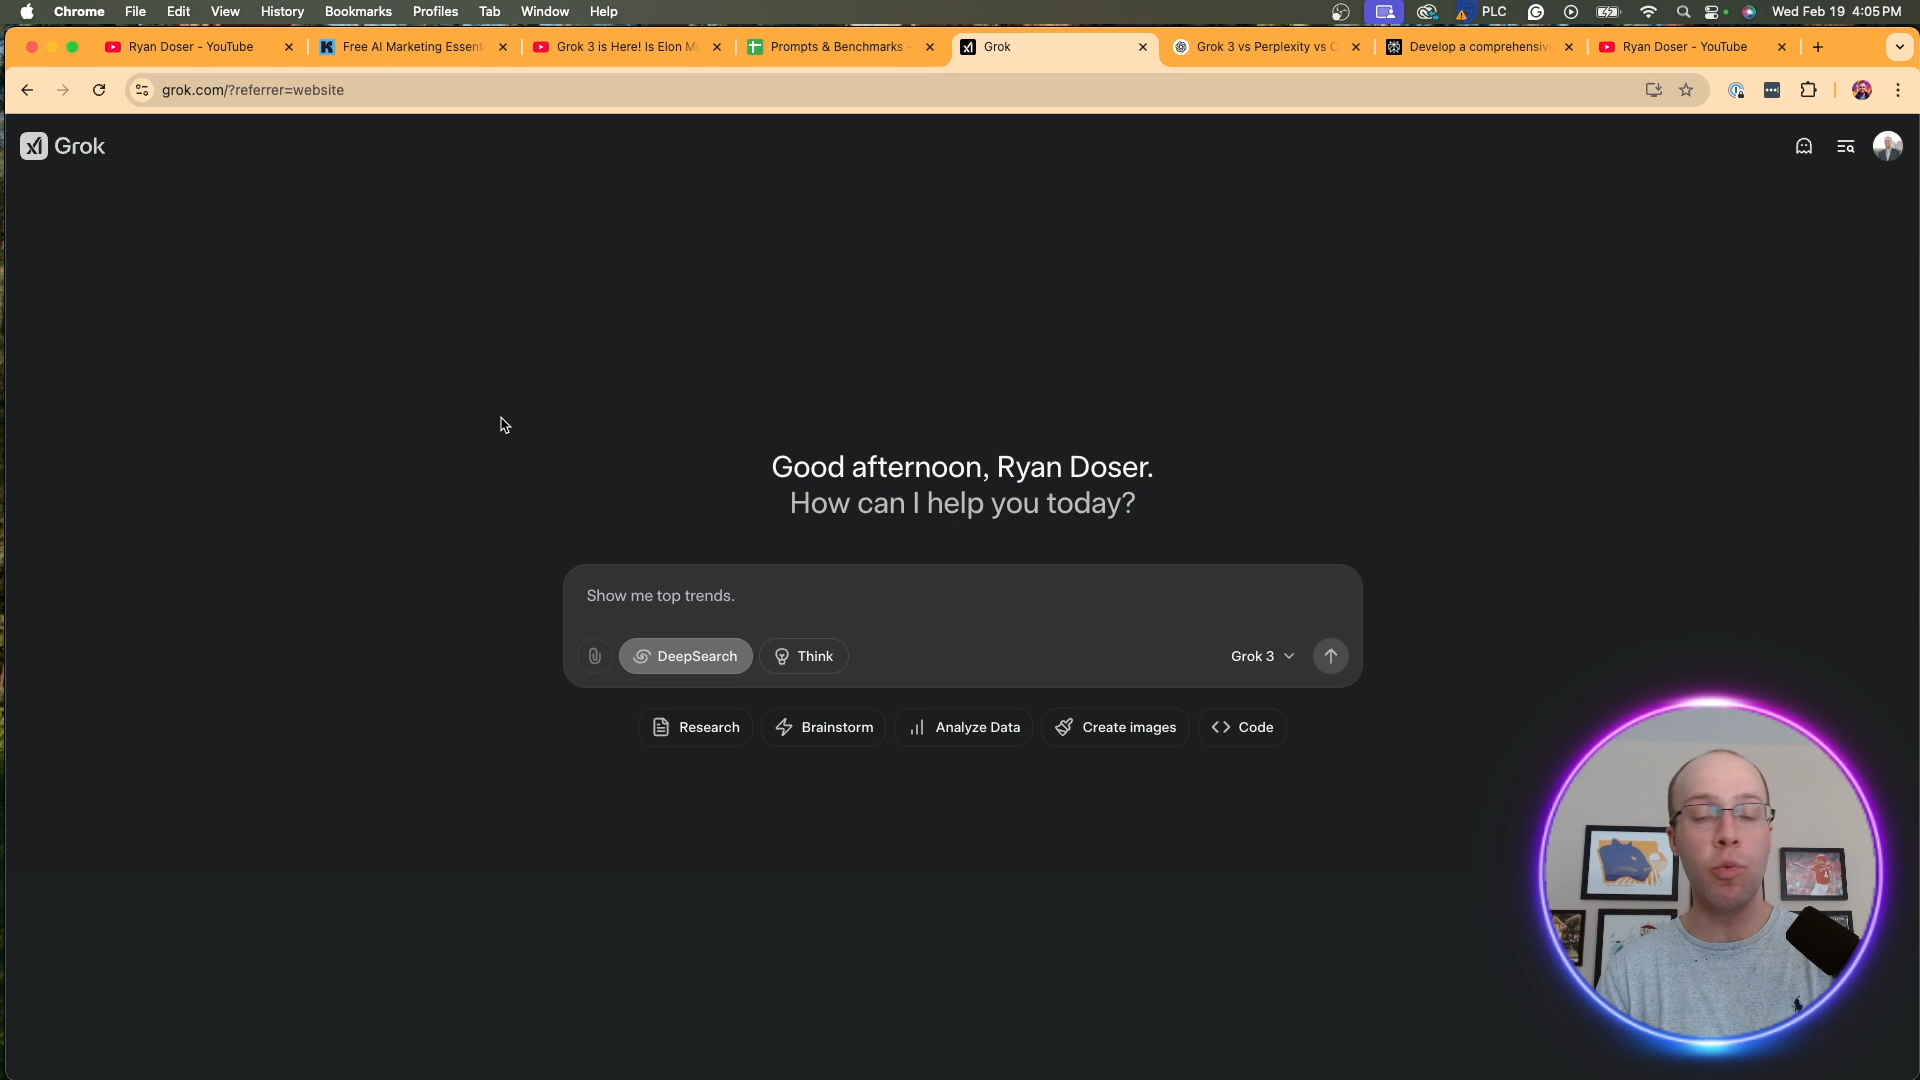 Chrome File Edit View History Bookmarks Profiles Tab Window Help PLC Wed Feb 19 4:05 PM
Ryan Doser - YouTube Free AI Marketing Essent Grok 3 is Here! Is Elon Mu Prompts & Benchmarks - Grok Grok 3 vs Perplexity vs C Develop a comprehensive Ryan Doser - YouTube
grok.com/?referrer=website
Grok
Good afternoon, Ryan Doser.
How can I help you today?
Show me top trends.
DeepSearch Think Grok 3
Research Brainstorm Analyze Data Create images Code